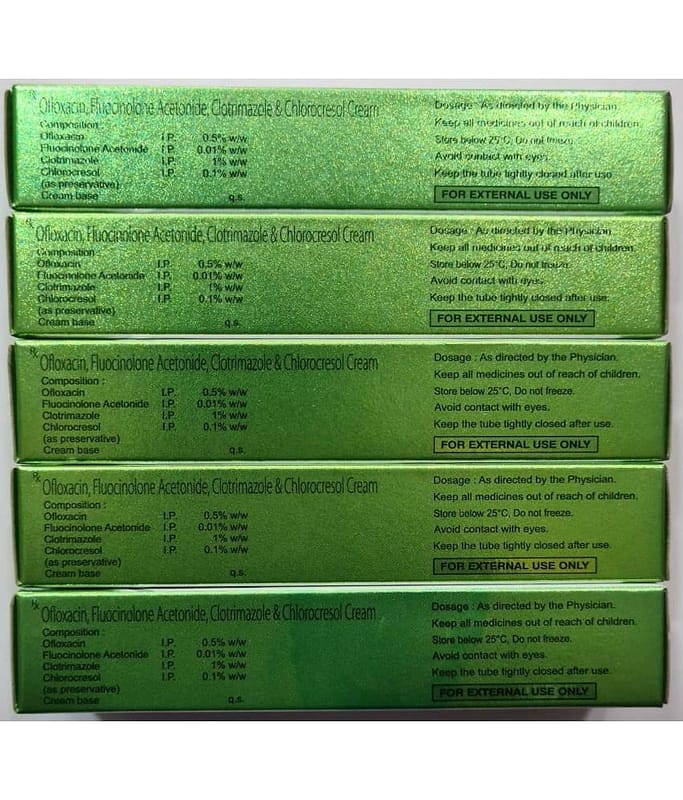 Rx
Ofloxacin, Fluocinolone Acetonide, Clotrimazole & Chlorocresol Cream
Composition :
Ofloxacin I.P. 0.5% w/w
Fluocinolone Acetonide I.P. 0.01% w/w
Clotrimazole I.P. 1% w/w
Chlorocresol I.P. 0.1% w/w
(as preservative)
Cream base q.s.
Dosage : As directed by the Physician.
Keep all medicines out of reach of children.
Store below 25°C, Do not freeze.
Avoid contact with eyes.
Keep the tube tightly closed after use.
FOR EXTERNAL USE ONLY
Rx
Ofloxacin, Fluocinolone Acetonide, Clotrimazole & Chlorocresol Cream
Composition :
Ofloxacin I.P. 0.5% w/w
Fluocinolone Acetonide I.P. 0.01% w/w
Clotrimazole I.P. 1% w/w
Chlorocresol I.P. 0.1% w/w
(as preservative)
Cream base q.s.
Dosage : As directed by the Physician.
Keep all medicines out of reach of children.
Store below 25°C, Do not freeze.
Avoid contact with eyes.
Keep the tube tightly closed after use.
FOR EXTERNAL USE ONLY
Rx
Ofloxacin, Fluocinolone Acetonide, Clotrimazole & Chlorocresol Cream
Composition :
Ofloxacin I.P. 0.5% w/w
Fluocinolone Acetonide I.P. 0.01% w/w
Clotrimazole I.P. 1% w/w
Chlorocresol I.P. 0.1% w/w
(as preservative)
Cream base q.s.
Dosage : As directed by the Physician.
Keep all medicines out of reach of children.
Store below 25°C, Do not freeze.
Avoid contact with eyes.
Keep the tube tightly closed after use.
FOR EXTERNAL USE ONLY
Rx
Ofloxacin, Fluocinolone Acetonide, Clotrimazole & Chlorocresol Cream
Composition :
Ofloxacin I.P. 0.5% w/w
Fluocinolone Acetonide I.P. 0.01% w/w
Clotrimazole I.P. 1% w/w
Chlorocresol I.P. 0.1% w/w
(as preservative)
Cream base q.s.
Dosage : As directed by the Physician.
Keep all medicines out of reach of children.
Store below 25°C, Do not freeze.
Avoid contact with eyes.
Keep the tube tightly closed after use.
FOR EXTERNAL USE ONLY
Rx
Ofloxacin, Fluocinolone Acetonide, Clotrimazole & Chlorocresol Cream
Composition :
Ofloxacin I.P. 0.5% w/w
Fluocinolone Acetonide I.P. 0.01% w/w
Clotrimazole I.P. 1% w/w
Chlorocresol I.P. 0.1% w/w
(as preservative)
Cream base q.s.
Dosage : As directed by the Physician.
Keep all medicines out of reach of children.
Store below 25°C, Do not freeze.
Avoid contact with eyes.
Keep the tube tightly closed after use.
FOR EXTERNAL USE ONLY